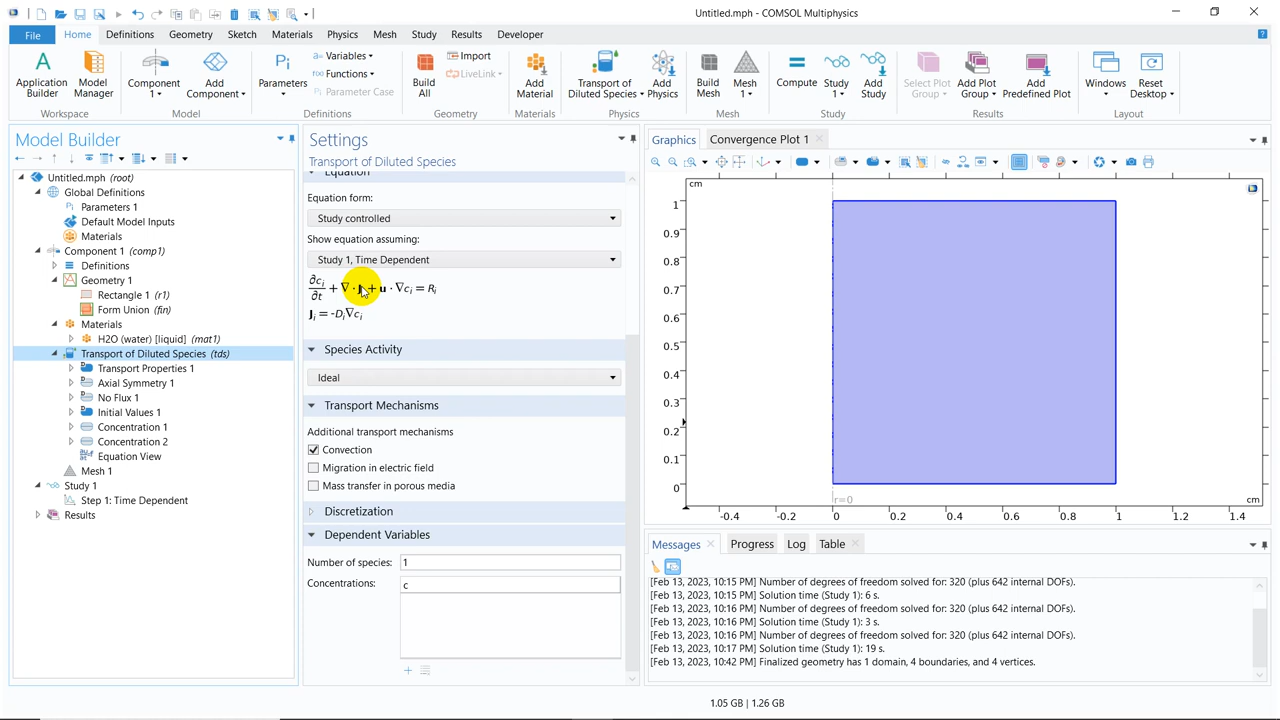 Untitled.mph - COMSOL Multiphysics
File Home Definitions Geometry Sketch Materials Physics Mesh Study Results Developer
Application Builder
Model Manager
Workspace
Component 1
Add Component
Model
Parameters
a= Variables
f(x) Functions
Pi Parameter Case
Definitions
Build All
Import
LiveLink
Geometry
Add Material
Materials
Transport of Diluted Species
Add Physics
Physics
Build Mesh
Mesh 1
Mesh
Compute
Study 1
Add Study
Study
Select Plot Group
Add Plot Group
Add Predefined Plot
Results
Windows
Reset Desktop
Layout
Model Builder
Untitled.mph (root)
Global Definitions
Parameters 1
Default Model Inputs
Materials
Component 1 (comp1)
Definitions
Geometry 1
Rectangle 1 (r1)
Form Union (fin)
Materials
H2O (water) [liquid] (mat1)
Transport of Diluted Species (tds)
Transport Properties 1
Axial Symmetry 1
No Flux 1
Initial Values 1
Concentration 1
Concentration 2
Equation View
Mesh 1
Study 1
Step 1: Time Dependent
Results
Settings
Transport of Diluted Species
Equation
Equation form:
Study controlled
Show equation assuming:
Study 1, Time Dependent
∂cᵢ/∂t + ∇ · Jᵢ + u · ∇cᵢ = Rᵢ
Jᵢ = -Dᵢ∇cᵢ
Species Activity
Ideal
Transport Mechanisms
Additional transport mechanisms
Convection
Migration in electric field
Mass transfer in porous media
Discretization
Dependent Variables
Number of species: 1
Concentrations: c
Graphics Convergence Plot 1
cm
1
0.9
0.8
0.7
0.6
0.5
0.4
0.3
0.2
0.1
0
r=0
cm
-0.4 -0.2 0 0.2 0.4 0.6 0.8 1 1.2 1.4
Messages Progress Log Table
[Feb 13, 2023, 10:15 PM] Number of degrees of freedom solved for: 320 (plus 642 internal DOFs).
[Feb 13, 2023, 10:15 PM] Solution time (Study 1): 6 s.
[Feb 13, 2023, 10:16 PM] Number of degrees of freedom solved for: 320 (plus 642 internal DOFs).
[Feb 13, 2023, 10:16 PM] Solution time (Study 1): 3 s.
[Feb 13, 2023, 10:16 PM] Number of degrees of freedom solved for: 320 (plus 642 internal DOFs).
[Feb 13, 2023, 10:17 PM] Solution time (Study 1): 19 s.
[Feb 13, 2023, 10:42 PM] Finalized geometry has 1 domain, 4 boundaries, and 4 vertices.
1.05 GB | 1.26 GB